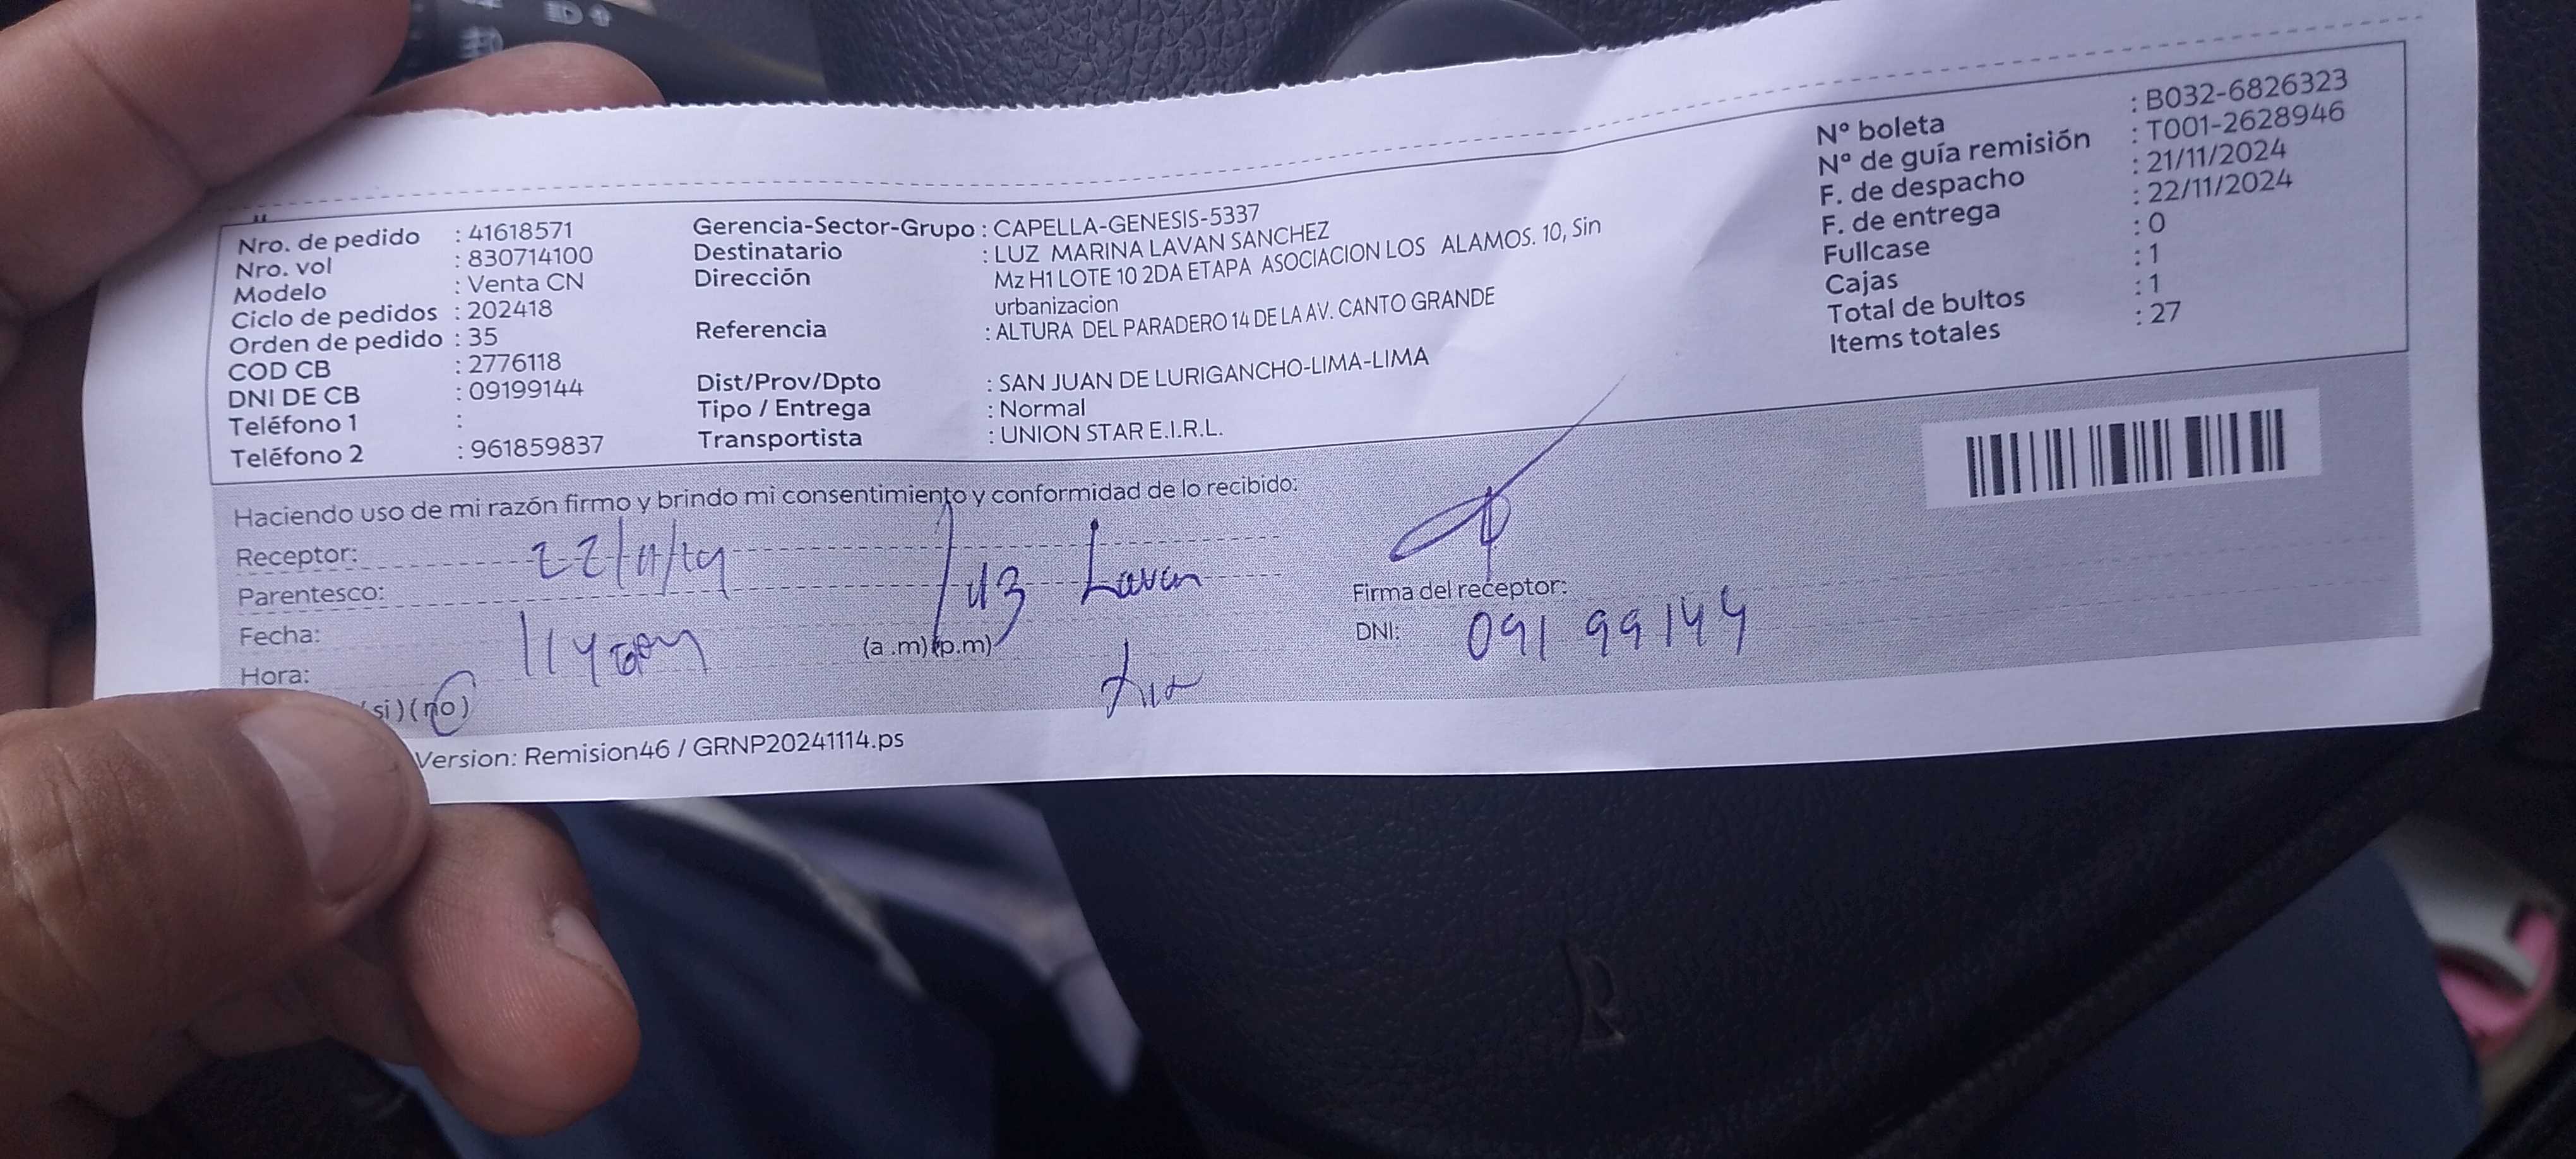 Nro. de pedido : 41618571
Nro. vol : 830714100
Modelo : Venta CN
Ciclo de pedidos : 202418
Orden de pedido : 35
COD CB : 2776118
DNI DE CB : 09199144
Teléfono 1 :
Teléfono 2 : 961859837
Gerencia-Sector-Grupo : CAPELLA-GENESIS-5337
Destinatario : LUZ MARINA LAVAN SANCHEZ
Dirección Mz H1 LOTE 10 2DA ETAPA ASOCIACION LOS ALAMOS. 10, Sin
urbanizacion
Referencia : ALTURA DEL PARADERO 14 DE LA AV. CANTO GRANDE
Dist/Prov/Dpto : SAN JUAN DE LURIGANCHO-LIMA-LIMA
Tipo / Entrega : Normal
Transportista : UNION STAR E.I.R.L.
Nº boleta : B032-6826323
Nº de guía remisión : T001-2628946
F. de despacho : 21/11/2024
F. de entrega : 22/11/2024
Fullcase : 0
Cajas : 1
Total de bultos : 1
Items totales : 27
Haciendo uso de mi razón firmo y brindo mi consentimiento y conformidad de lo recibido:
Receptor: 22/11/
Parentesco: Luz Lavan
Fecha:
Hora: (a .m) (p.m)
(si) (no)
Firma del receptor:
DNI: 09199144
Version: Remision46 / GRNP20241114.ps